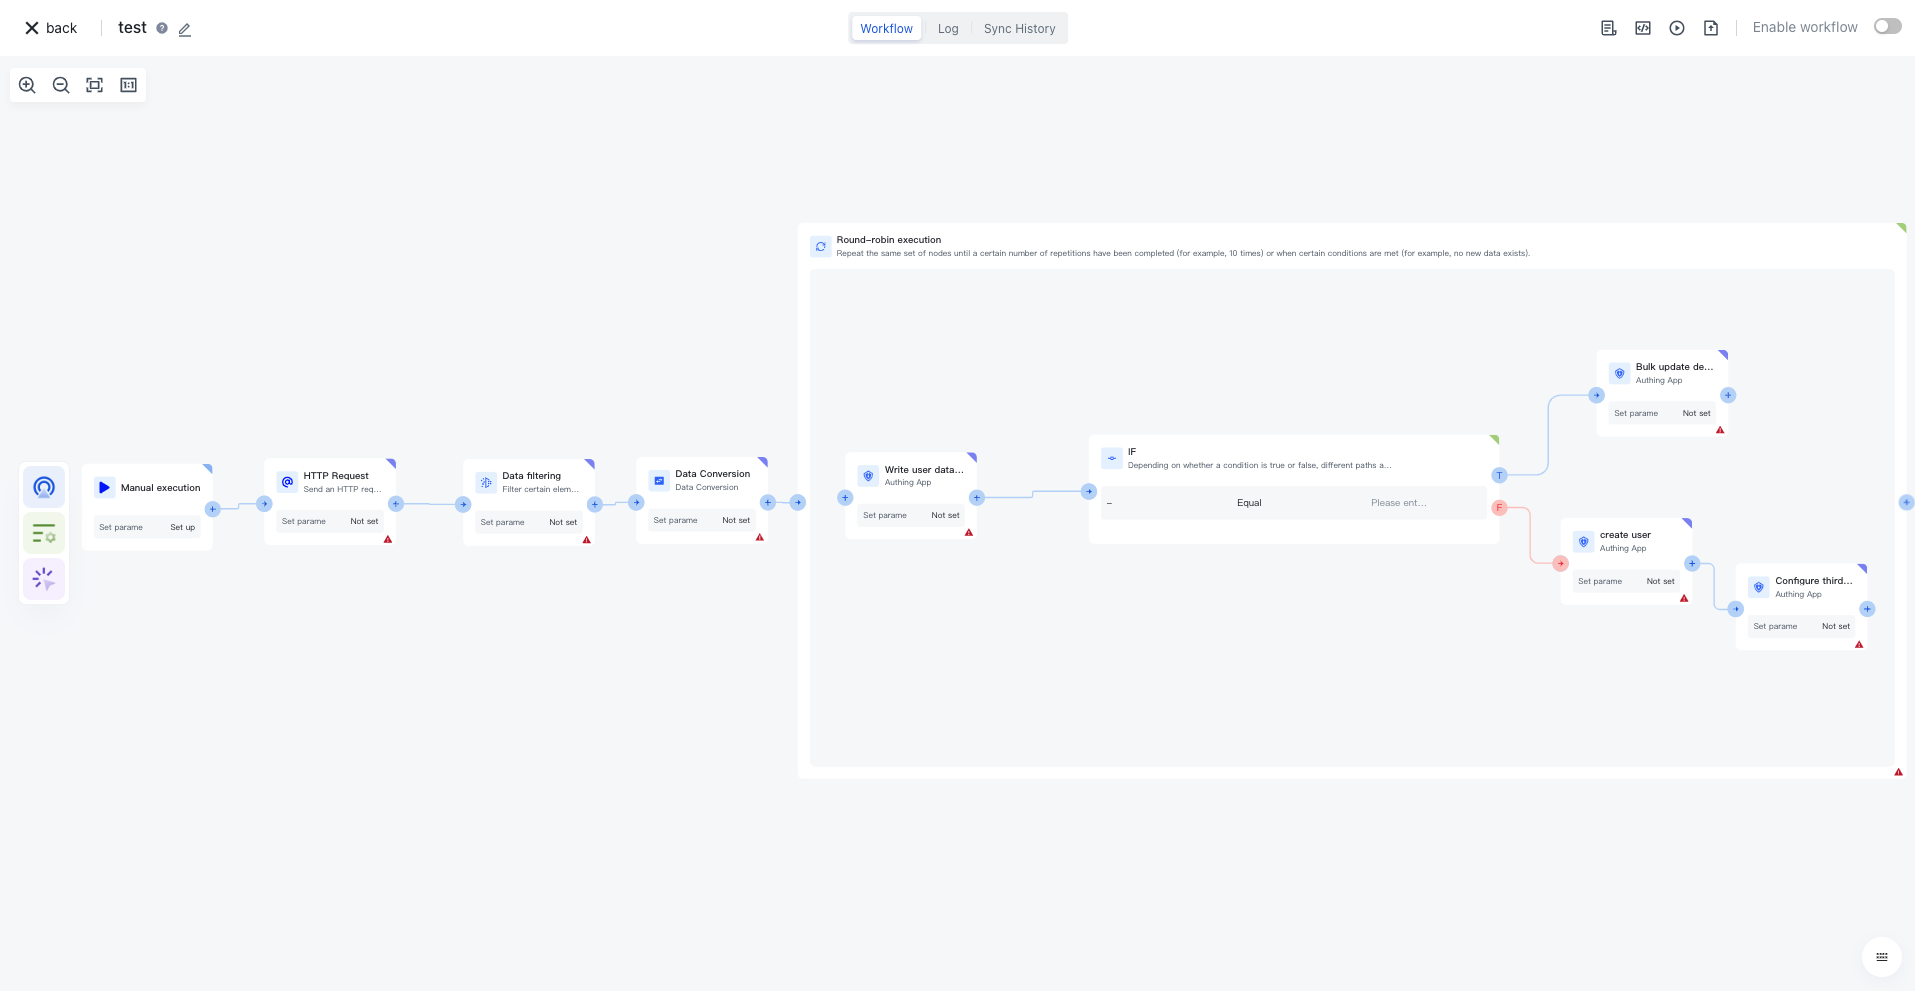 back
test
Workflow
Log
Sync History
Enable workflow
Round-robin execution
Repeat the same set of nodes until a certain number of repetitions have been completed (for example, 10 times) or when certain conditions are met (for example, no new data exists).
Manual execution
Set parame Set up
HTTP Request
Send an HTTP req...
Set parame Not set
Data filtering
Filter certain elem...
Set parame Not set
Data Conversion
Data Conversion
Set parame Not set
Write user data...
Authing App
Set parame Not set
IF
Depending on whether a condition is true or false, different paths a...
– Equal Please ent...
T
F
Bulk update de...
Authing App
Set parame Not set
create user
Authing App
Set parame Not set
Configure third...
Authing App
Set parame Not set